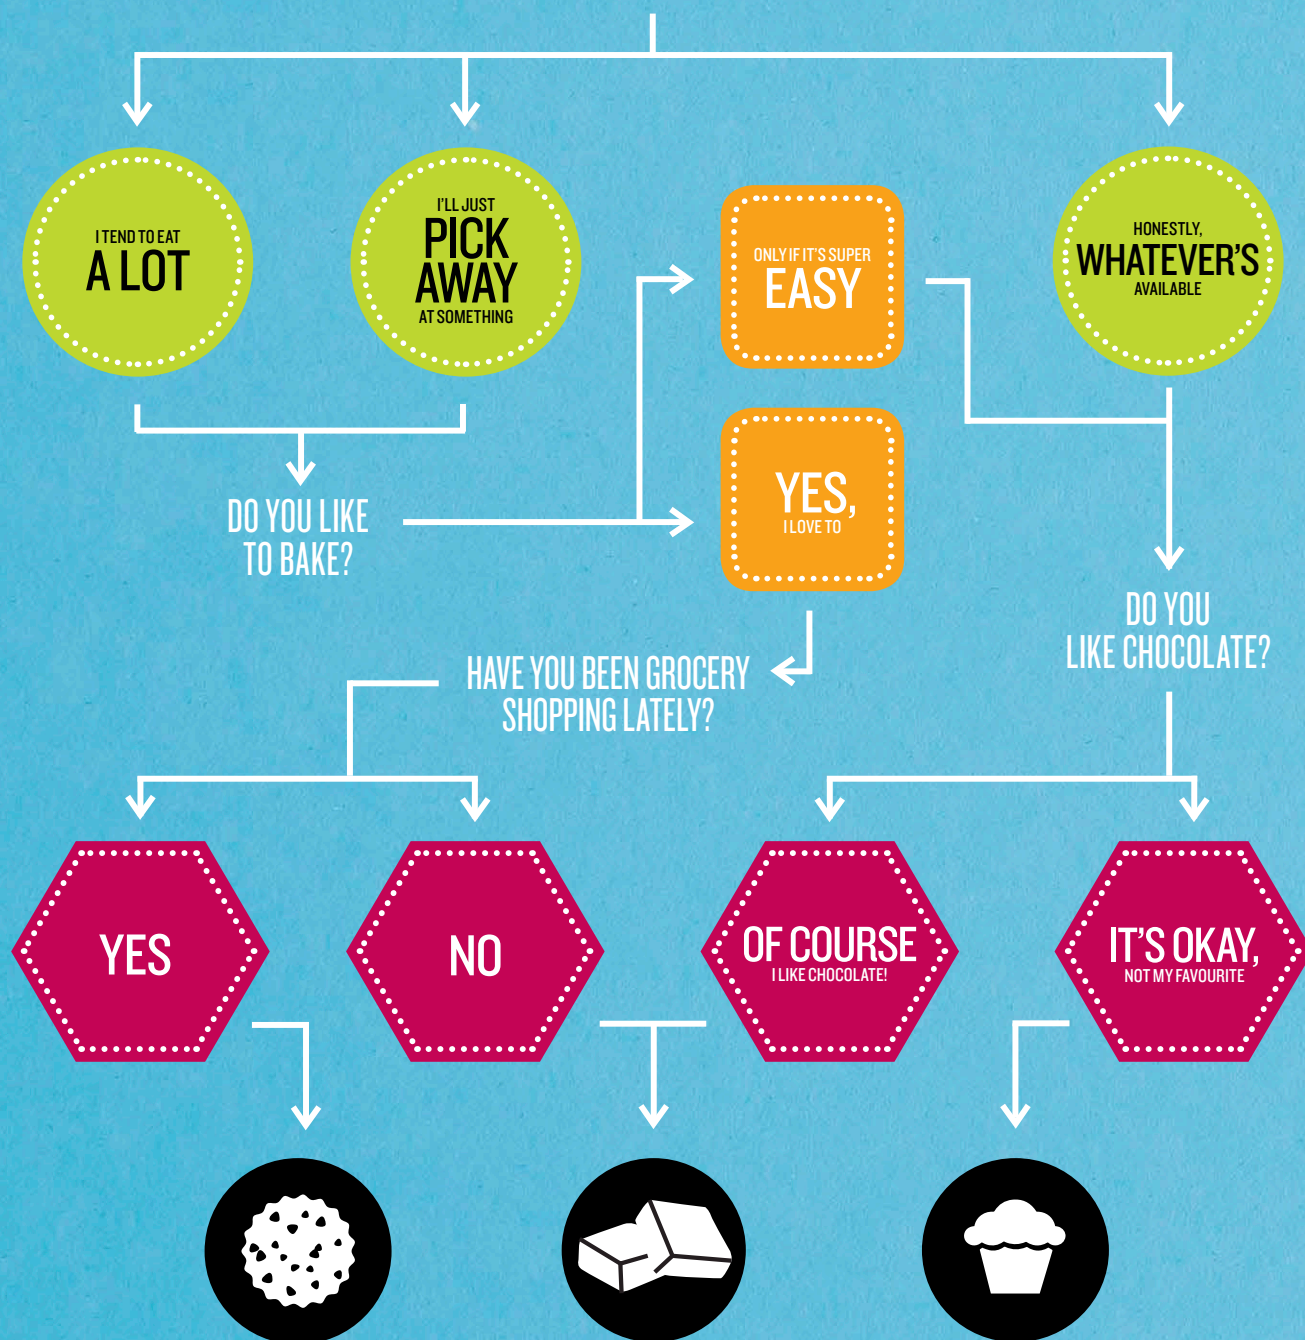 I TEND TO EAT
A LOT
I'LL JUST
PICK
AWAY
AT SOMETHING
ONLY IF IT'S SUPER
EASY
HONESTLY,
WHATEVER'S
AVAILABLE
YES,
I LOVE TO
DO YOU LIKE
TO BAKE?
DO YOU
LIKE CHOCOLATE?
HAVE YOU BEEN GROCERY
SHOPPING LATELY?
YES
NO
OF COURSE
I LIKE CHOCOLATE!
IT'S OKAY,
NOT MY FAVOURITE